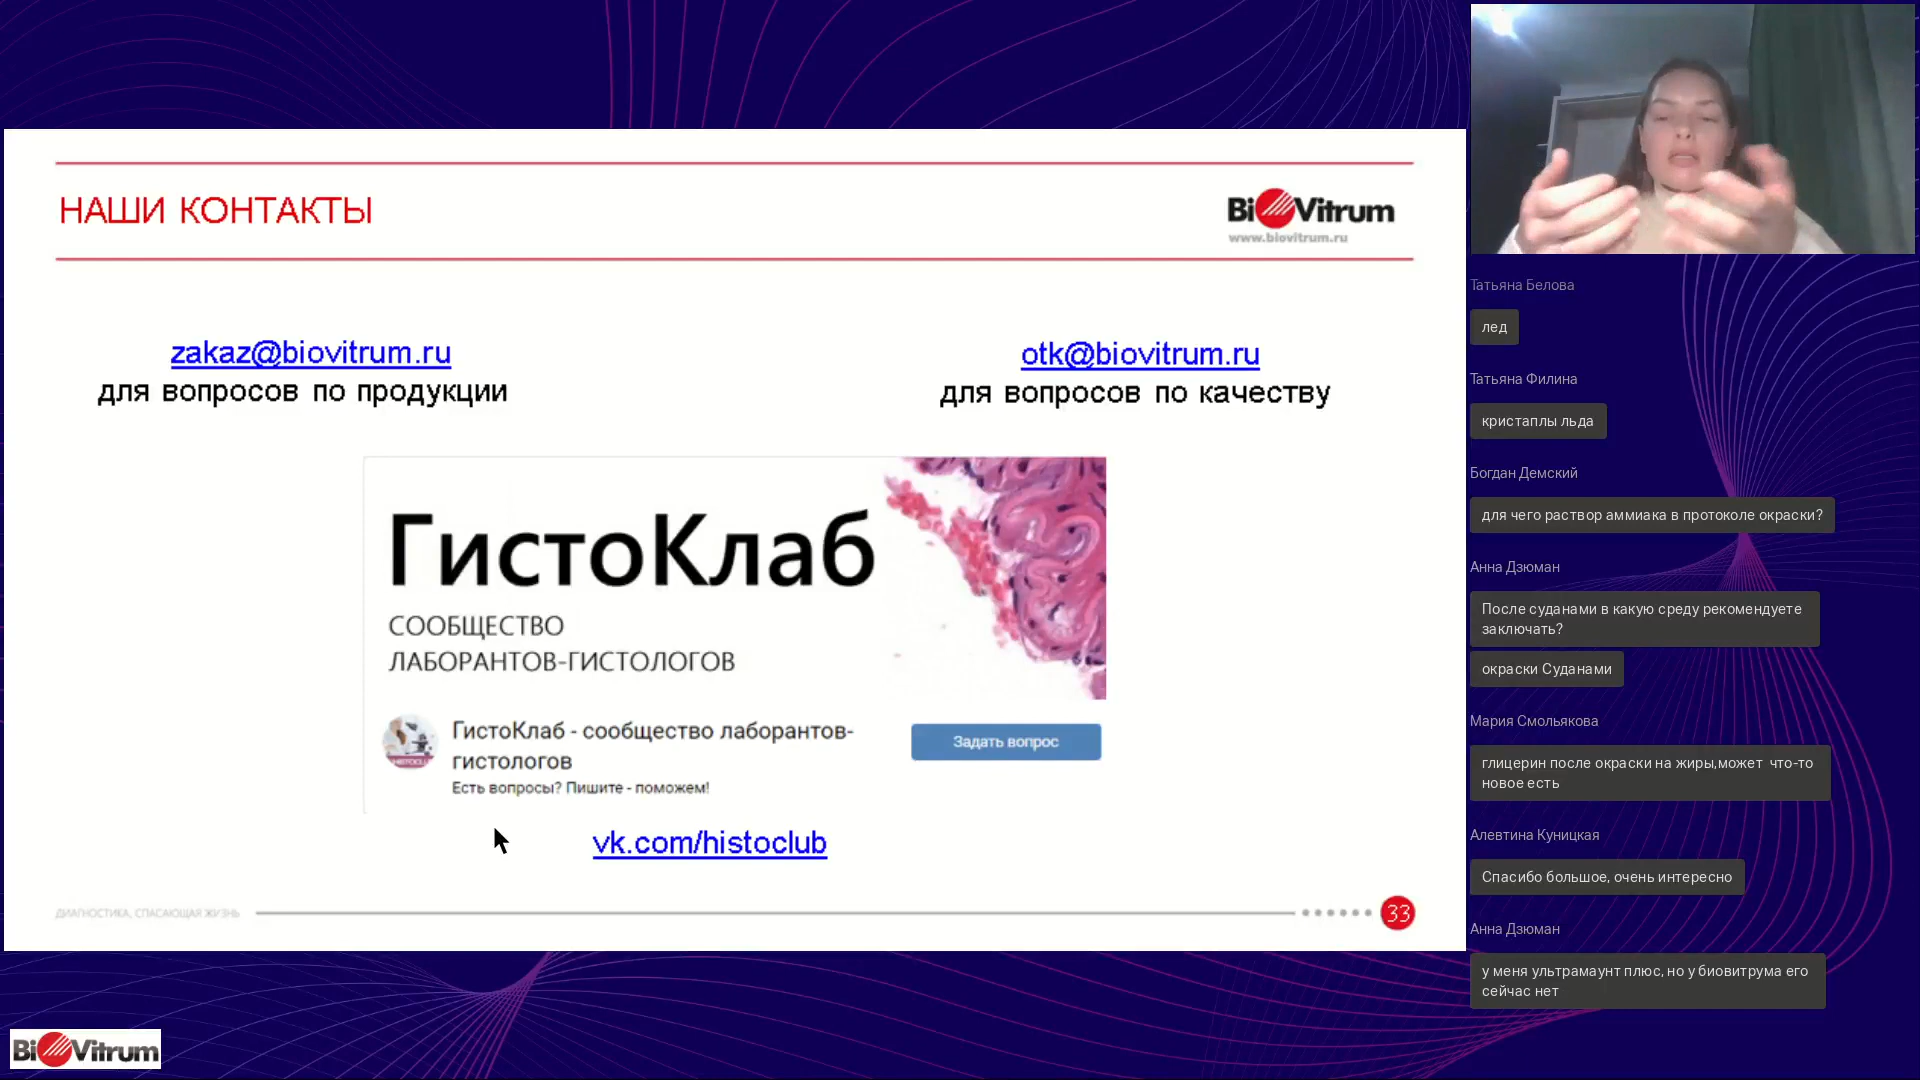 НАШИ КОНТАКТЫ
BioVitrum
www.biovitrum.ru
zakaz@biovitrum.ru
для вопросов по продукции
otk@biovitrum.ru
для вопросов по качеству
ГистоКлаб
СООБЩЕСТВО
ЛАБОРАНТОВ-ГИСТОЛОГОВ
ГистоКлаб - сообщество лаборантов-
гистологов
Есть вопросы? Пишите - поможем!
Задать вопрос
vk.com/histoclub
ДИАГНОСТИКА, СПАСАЮЩАЯ ЖИЗНЬ
33
BioVitrum
Татьяна Белова
лед
Татьяна Филина
кристаплы льда
Богдан Демский
для чего раствор аммиака в протоколе окраски?
Анна Дзюман
После суданами в какую среду рекомендуете
заключать?
окраски Суданами
Мария Смольякова
глицерин после окраски на жиры,может что-то
новое есть
Алевтина Куницкая
Спасибо большое, очень интересно
Анна Дзюман
у меня ультрамаунт плюс, но у биовитрума его
сейчас нет